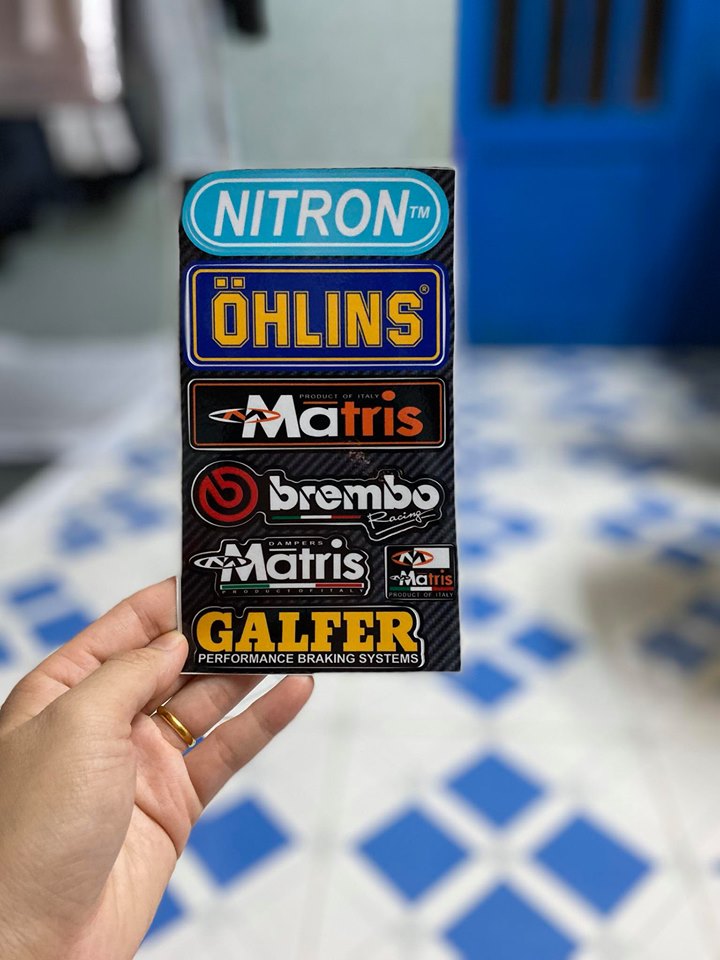 NITRON™
ÖHLINS®
PRODUCT OF ITALY
Matris
brembo
Racing
DAMPERS
Matris
PRODUCT OF ITALY
Matris
PRODUCT OF ITALY
GALFER
PERFORMANCE BRAKING SYSTEMS